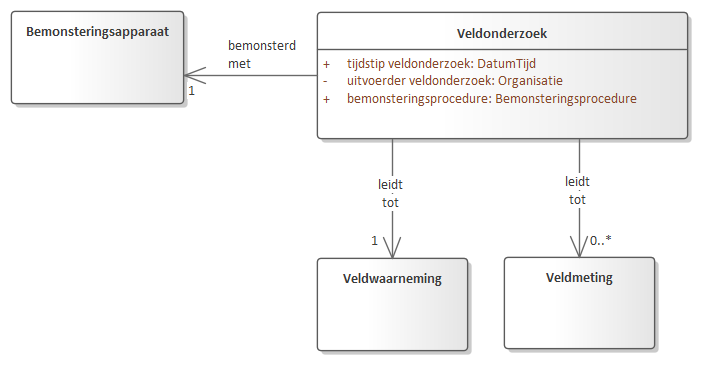 Bemonsteringsapparaat
bemonsterd
met
1
Veldonderzoek
+ tijdstip veldonderzoek: DatumTijd
- uitvoerder veldonderzoek: Organisatie
+ bemonsteringsprocedure: Bemonsteringsprocedure
leidt
tot
1
leidt
tot
0..*
Veldwaarneming
Veldmeting